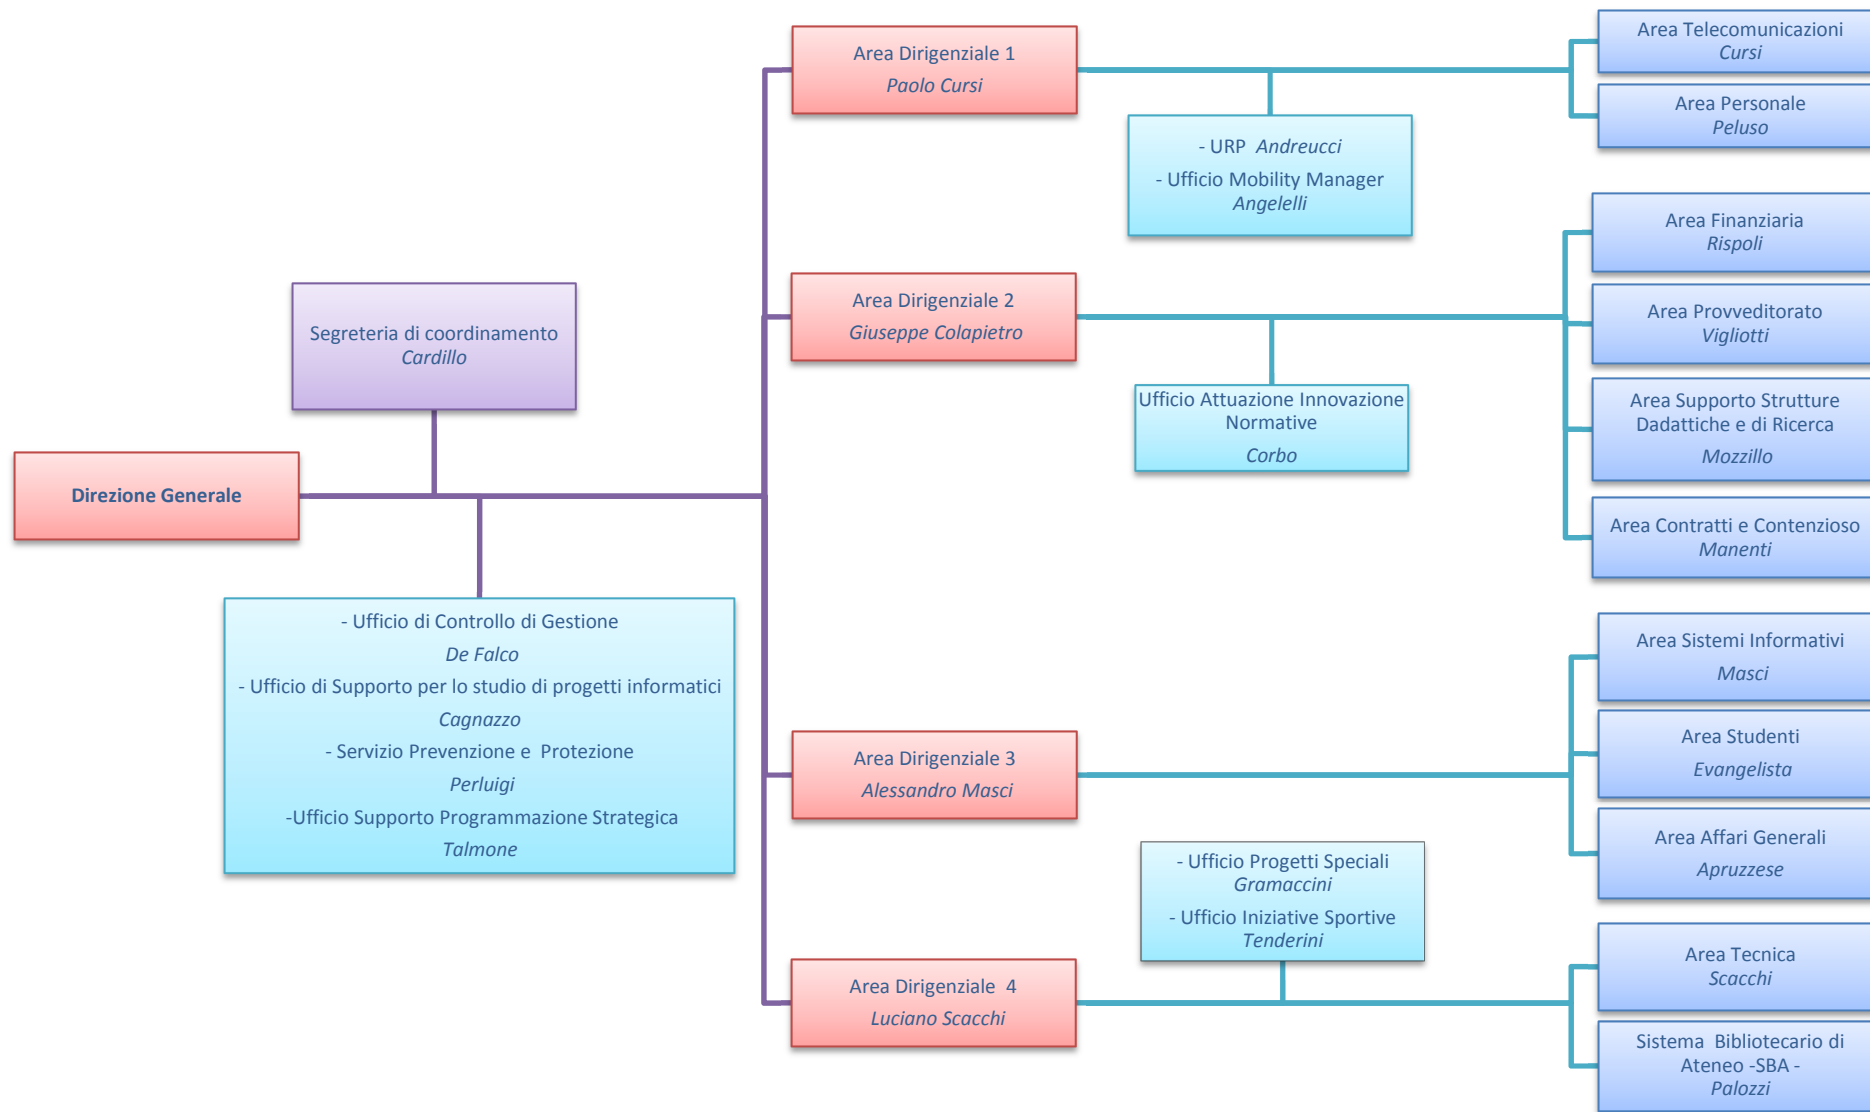 Direzione Generale
Segreteria di coordinamento
Cardillo
- Ufficio di Controllo di Gestione
De Falco
- Ufficio di Supporto per lo studio di progetti informatici
Cagnazzo
- Servizio Prevenzione e  Protezione
Perluigi
-Ufficio Supporto Programmazione Strategica
Talmone
Area Dirigenziale 1
Paolo Cursi
- URP  Andreucci
- Ufficio Mobility Manager
Angelelli
Area Telecomunicazioni
Cursi
Area Personale
Peluso
Area Dirigenziale 2
Giuseppe Colapietro
Ufficio Attuazione Innovazione
Normative
Corbo
Area Finanziaria
Rispoli
Area Provveditorato
Vigliotti
Area Supporto Strutture
Dadattiche e di Ricerca
Mozzillo
Area Contratti e Contenzioso
Manenti
Area Dirigenziale 3
Alessandro Masci
Area Sistemi Informativi
Masci
Area Studenti
Evangelista
Area Affari Generali
Apruzzese
Area Dirigenziale  4
Luciano Scacchi
- Ufficio Progetti Speciali
Gramaccini
- Ufficio Iniziative Sportive
Tenderini
Area Tecnica
Scacchi
Sistema  Bibliotecario di
Ateneo -SBA -
Palozzi